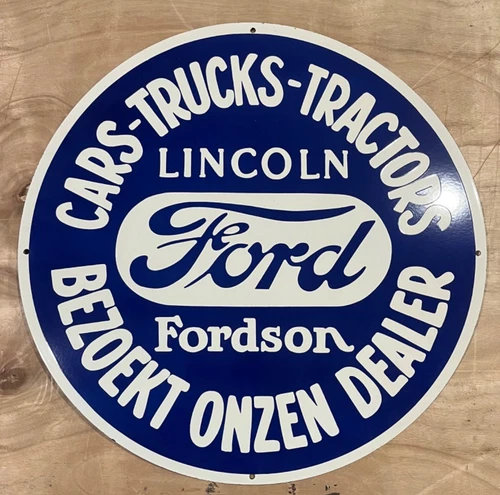 CARS-TRUCKS-TRACTORS
LINCOLN
Ford
Fordson
BEZOEKT ONZEN DEALER